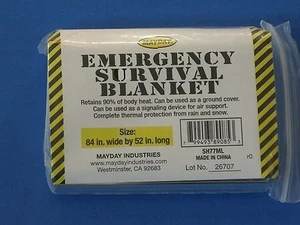 MAYDAY
EMERGENCY
SURVIVAL
BLANKET
Retains 90% of body heat. Can be used as a ground cover.
Can be used as a signaling device for air support.
Complete thermal protection from rain and snow.
Size:
84 in. wide by 52 in. long
MAYDAY INDUSTRIES
www.maydayindustries.com
Westminster, CA 92683
SH77ML
MADE IN CHINA
Lot No. 26707